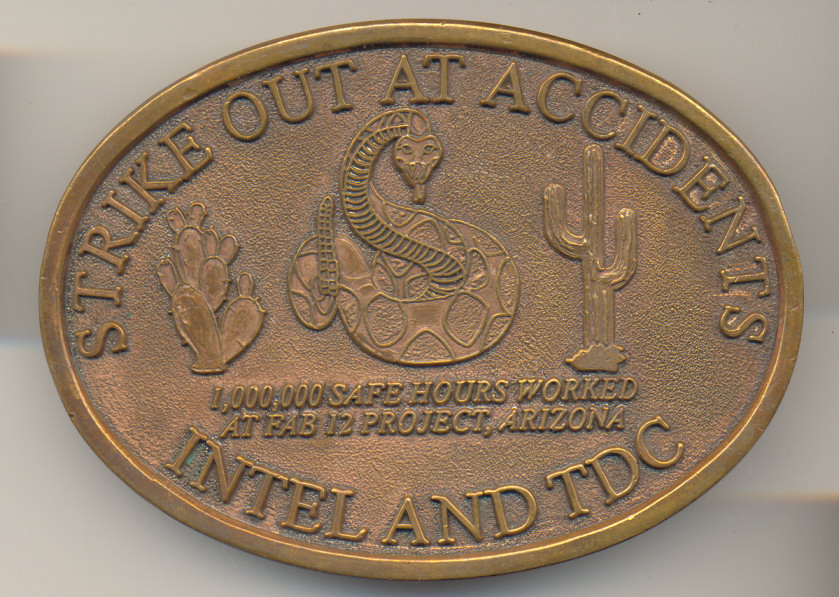 STRIKE OUT AT ACCIDENTS
1,000,000 SAFE HOURS WORKED
AT FAB 12 PROJECT, ARIZONA
INTEL AND TDC